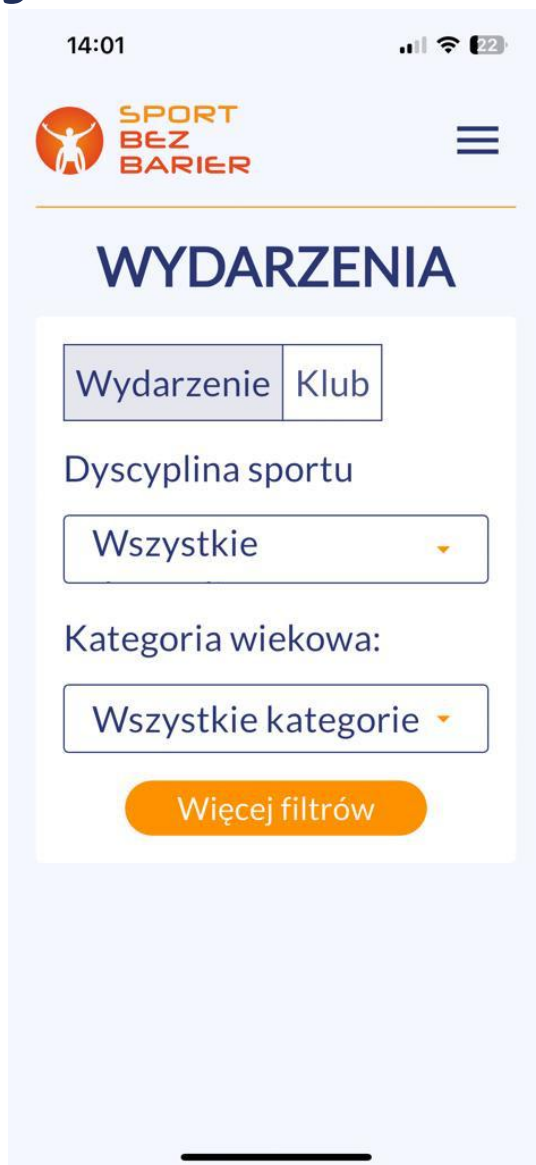 14:01
22
SPORT
BEZ
BARIER
WYDARZENIA
Wydarzenie Klub
Dyscyplina sportu
Wszystkie
Kategoria wiekowa:
Wszystkie kategorie
Więcej filtrów